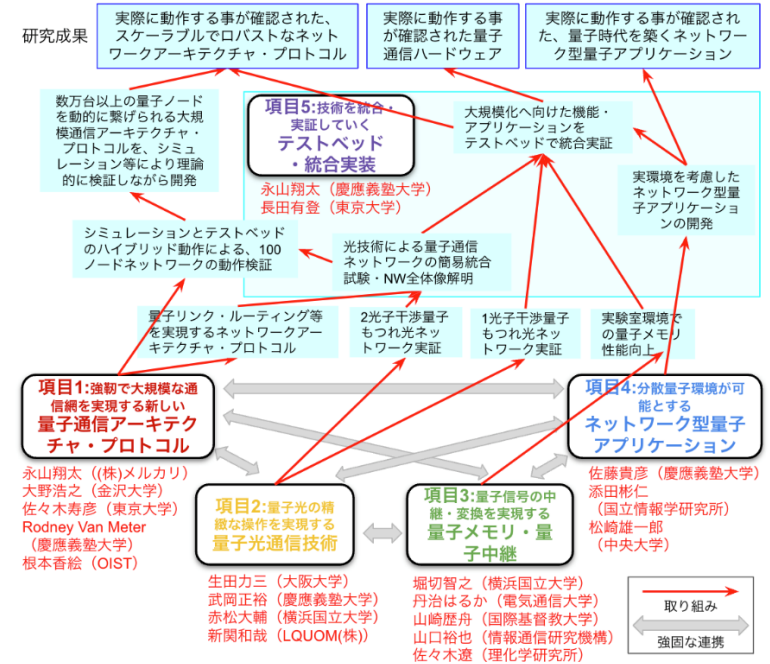 研究成果
実際に動作する事が確認された、
スケーラブルでロバストなネット
ワークアーキテクチャ・プロトコル
実際に動作する事
が確認された量子
通信ハードウェア
実際に動作する事が確認され
た、量子時代を築くネットワー
ク型量子アプリケーション
数万台以上の量子ノード
を動的に繋げられる大規
模通信アーキテクチャ・
プロトコルを、シミュ
レーション等により理論
的に検証しながら開発
項目5:技術を統合・
実証していく
テストベッド
・統合実装
永山翔太（慶應義塾大学）
長田有登（東京大学）
大規模化へ向けた機能・
アプリケーションを
テストベッドで統合実証
実環境を考慮した
ネットワーク型量
子アプリケーショ
ンの開発
シミュレーションとテストベッド
のハイブリッド動作による、100
ノードネットワークの動作検証
光技術による量子通信
ネットワークの簡易統合
試験・NW全体像解明
量子リンク・ルーティング等
を実現するネットワークアー
キテクチャ・プロトコル
2光子干渉量子
もつれ光ネッ
トワーク実証
1光子干渉量子
もつれ光ネッ
トワーク実証
実験室環境で
の量子メモリ
性能向上
項目1:強靭で大規模な通
信網を実現する新しい
量子通信アーキテク
チャ・プロトコル
永山翔太（(株)メルカリ）
大野浩之（金沢大学）
佐々木寿彦（東京大学）
Rodney Van Meter
（慶應義塾大学）
根本香絵（OIST）
項目2:量子光の精
緻な操作を実現する
量子光通信技術
生田力三（大阪大学）
武岡正裕（慶應義塾大学）
赤松大輔（横浜国立大学）
新関和哉（LQUOM(株)）
項目3:量子信号の中
継・変換を実現する
量子メモリ・量
子中継
堀切智之（横浜国立大学）
丹治はるか（電気通信大学）
山崎歴舟（国際基督教大学）
山口裕也（情報通信研究機構）
佐々木遼（理化学研究所）
項目4:分散量子環境が可
能とする
ネットワーク型量子
アプリケーション
佐藤貴彦（慶應義塾大学）
添田彬仁
（国立情報学研究所）
松崎雄一郎
（中央大学）
取り組み
強固な連携